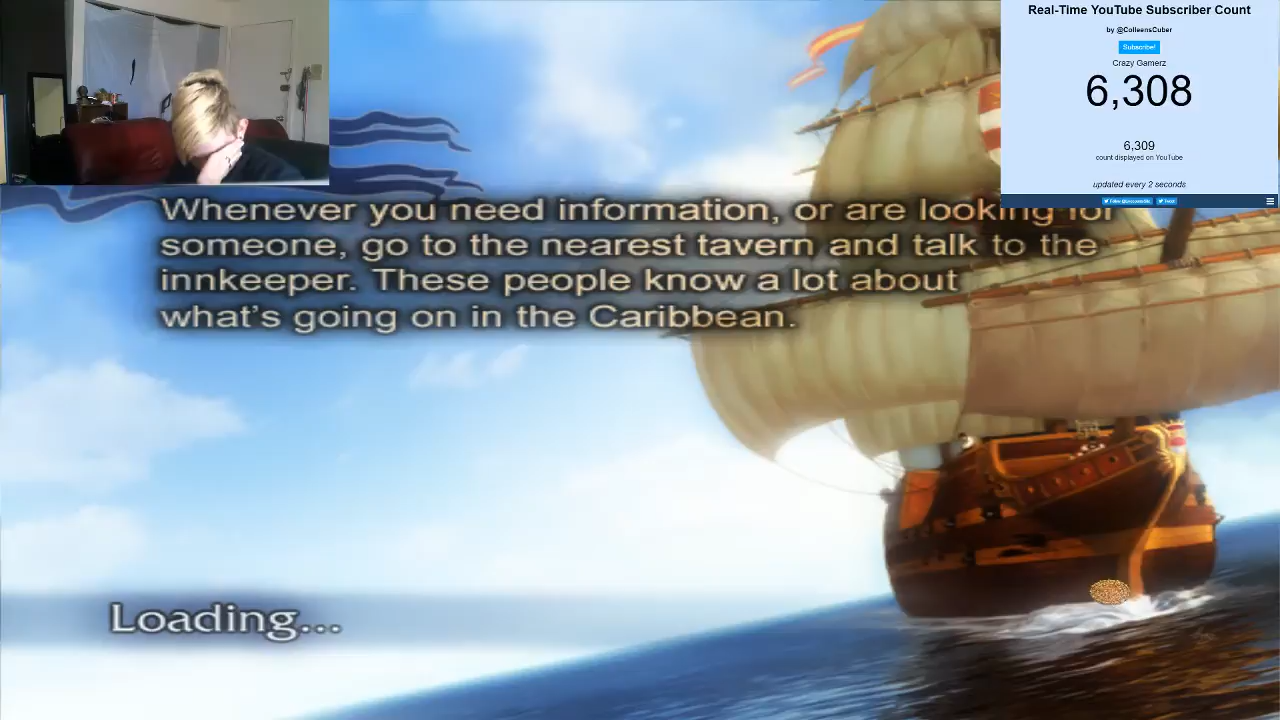 Real-Time YouTube Subscriber Count
by @ColleensCuber
Subscribe!
Crazy Gamerz
6,308
6,309
count displayed on YouTube
updated every 2 seconds
Tweet
Whenever you need information, or are looking for
someone, go to the nearest tavern and talk to the
innkeeper. These people know a lot about
what's going on in the Caribbean.
Loading...